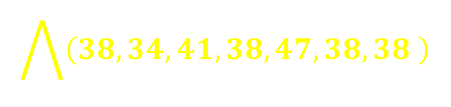 ⋀(38, 34, 41, 38, 47, 38, 38 )